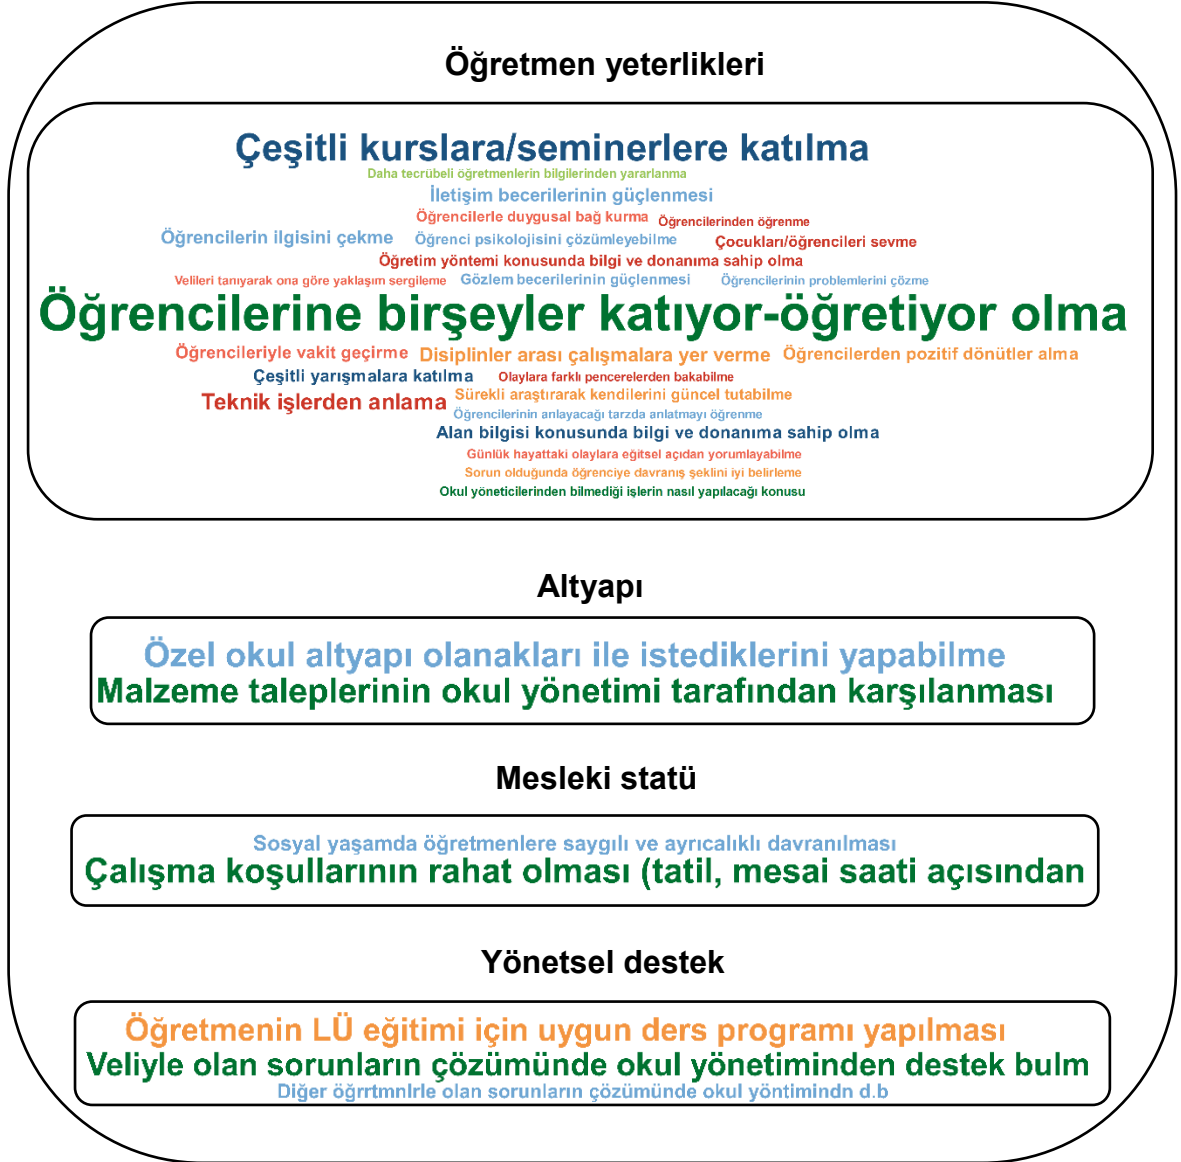 Öğretmen yeterlikleri
Çeşitli kurslara/seminerlere katılma
Daha tecrübeli öğretmenlerin bilgilerinden yararlanma
İletişim becerilerinin güçlenmesi
Öğrencilerle duygusal bağ kurma Öğrencilerinden öğrenme
Öğrencilerin ilgisini çekme Öğrenci psikolojisini çözümleyebilme Çocukları/öğrencileri sevme
Öğretim yöntemi konusunda bilgi ve donanıma sahip olma
Velileri tanıyarak ona göre yaklaşım sergileme Gözlem becerilerinin güçlenmesi Öğrencilerinin problemlerini çözme
Öğrencilerine birşeyler katıyor-öğretiyor olma
Öğrencileriyle vakit geçirme Disiplinler arası çalışmalara yer verme Öğrencilerden pozitif dönütler alma
Çeşitli yarışmalara katılma Olaylara farklı pencerelerden bakabilme
Teknik işlerden anlama Sürekli araştırarak kendilerini güncel tutabilme
Öğrencilerinin anlayacağı tarzda anlatmayı öğrenme
Alan bilgisi konusunda bilgi ve donanıma sahip olma
Günlük hayattaki olaylara eğitsel açıdan yorumlayabilme
Sorun olduğunda öğrenciye davranış şeklini iyi belirleme
Okul yöneticilerinden bilmediği işlerin nasıl yapılacağı konusu
Altyapı
Özel okul altyapı olanakları ile istediklerini yapabilme
Malzeme taleplerinin okul yönetimi tarafından karşılanması
Mesleki statü
Sosyal yaşamda öğretmenlere saygılı ve ayrıcalıklı davranılması
Çalışma koşullarının rahat olması (tatil, mesai saati açısından
Yönetsel destek
Öğretmenin LÜ eğitimi için uygun ders programı yapılması
Veliyle olan sorunların çözümünde okul yönetiminden destek bulm
Diğer öğrrtmnlrle olan sorunların çözümünde okul yöntimindn d.b